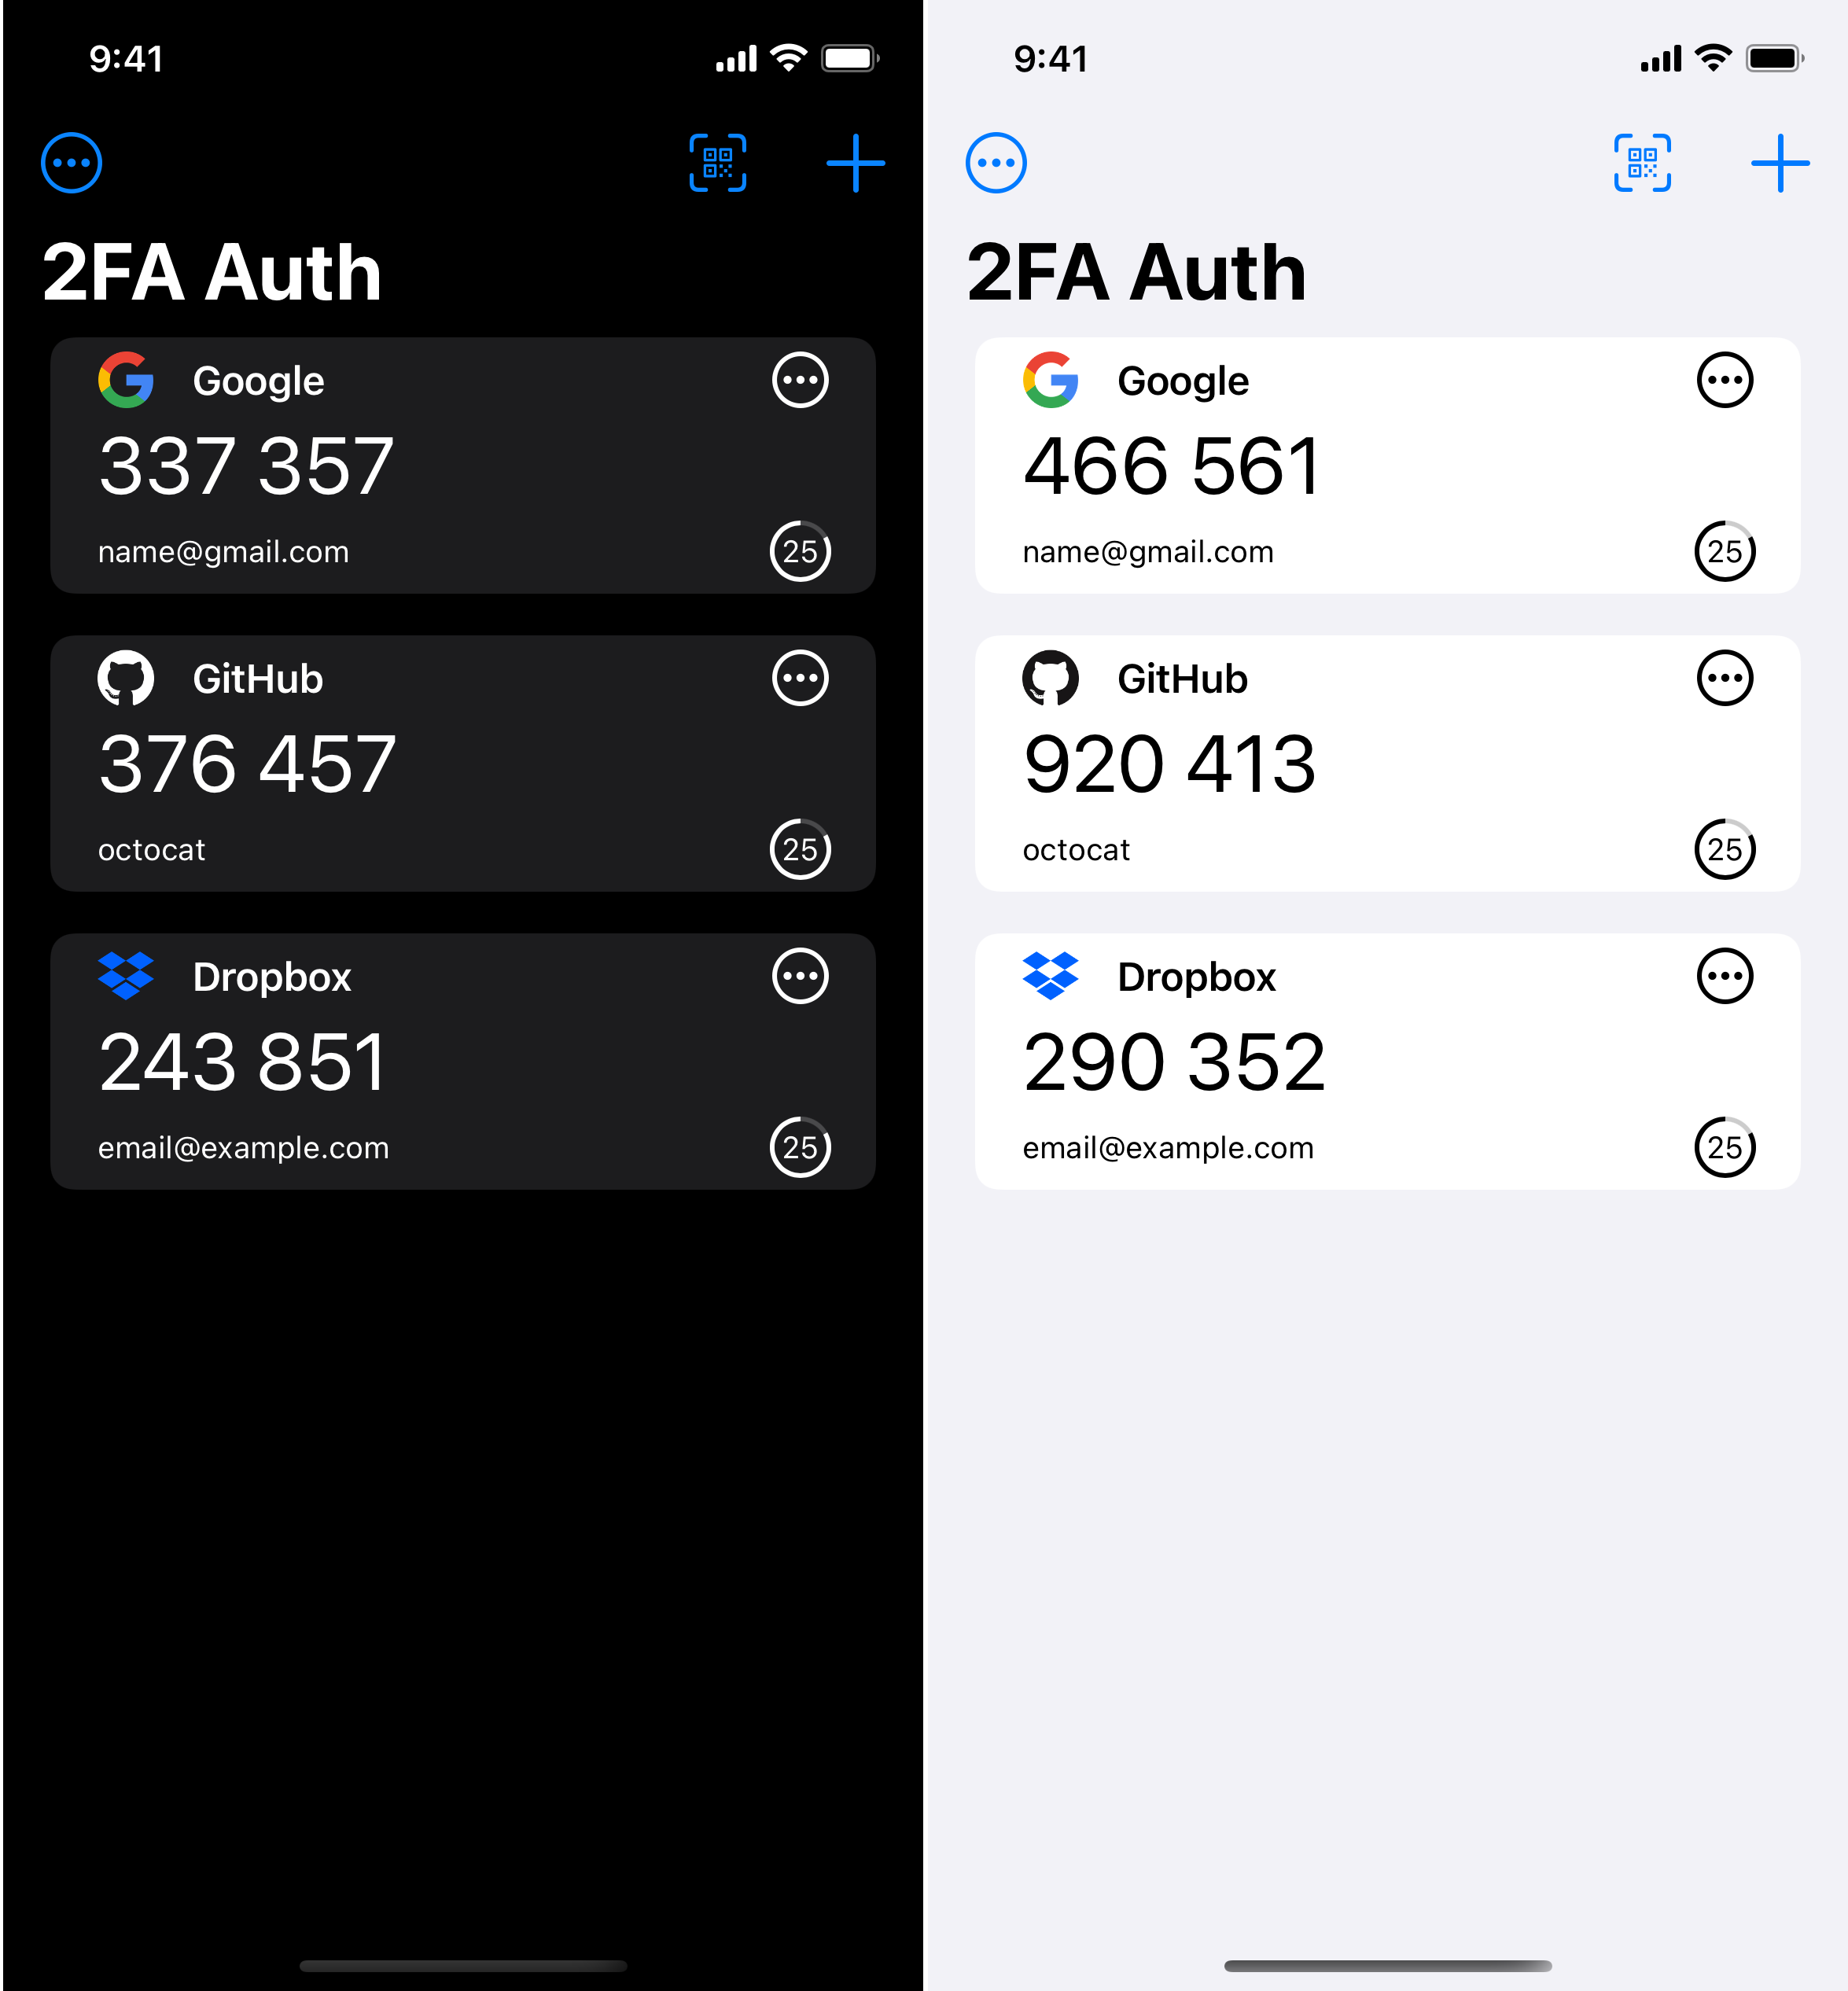 9:41
2FA Auth
Google
337 357
name@gmail.com
25
GitHub
376 457
octocat
25
Dropbox
243 851
email@example.com
25
9:41
2FA Auth
Google
466 561
name@gmail.com
25
GitHub
920 413
octocat
25
Dropbox
290 352
email@example.com
25